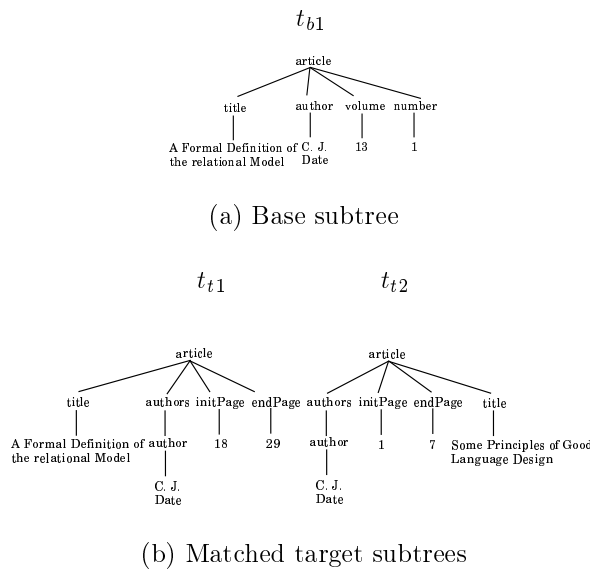 t_b1
article
title author volume number
A Formal Definition of C. J. 13 1
the relational Model Date
(a) Base subtree
t_t1 t_t2
article article
title authors initPage endPage authors initPage endPage title
A Formal Definition of author 18 29 author 1 7 Some Principles of Good
the relational Model Language Design
C. J. C. J.
Date Date
(b) Matched target subtrees